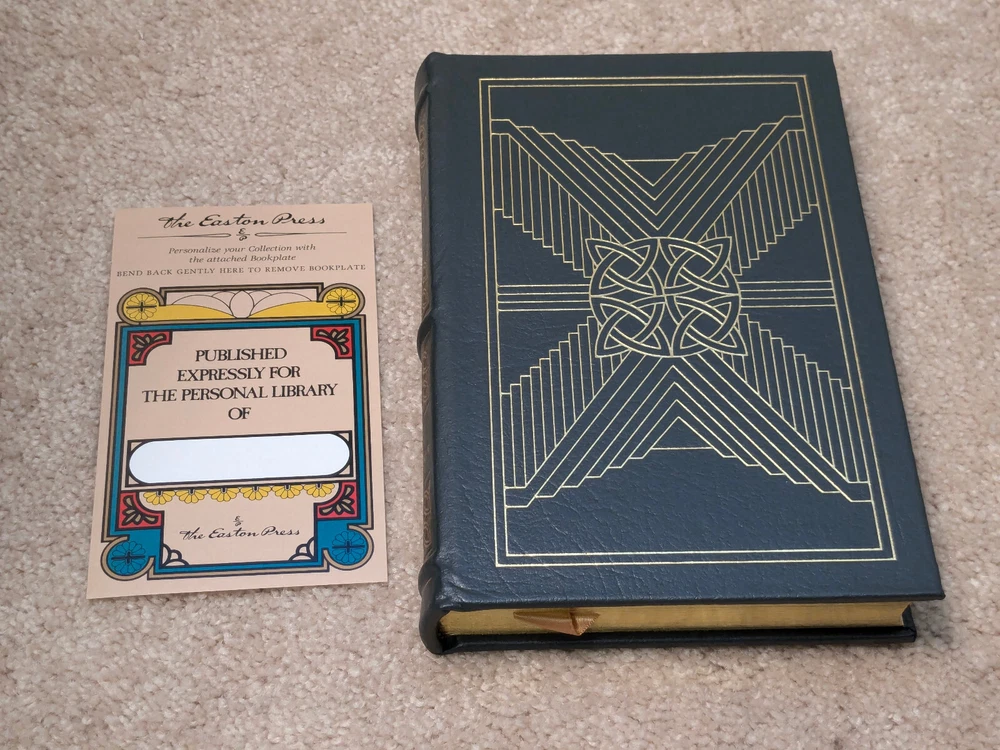 The Easton Press
Personalize your Collection with
the attached Bookplate
BEND BACK GENTLY HERE TO REMOVE BOOKPLATE
PUBLISHED
EXPRESSLY FOR
THE PERSONAL LIBRARY
OF
The Easton Press